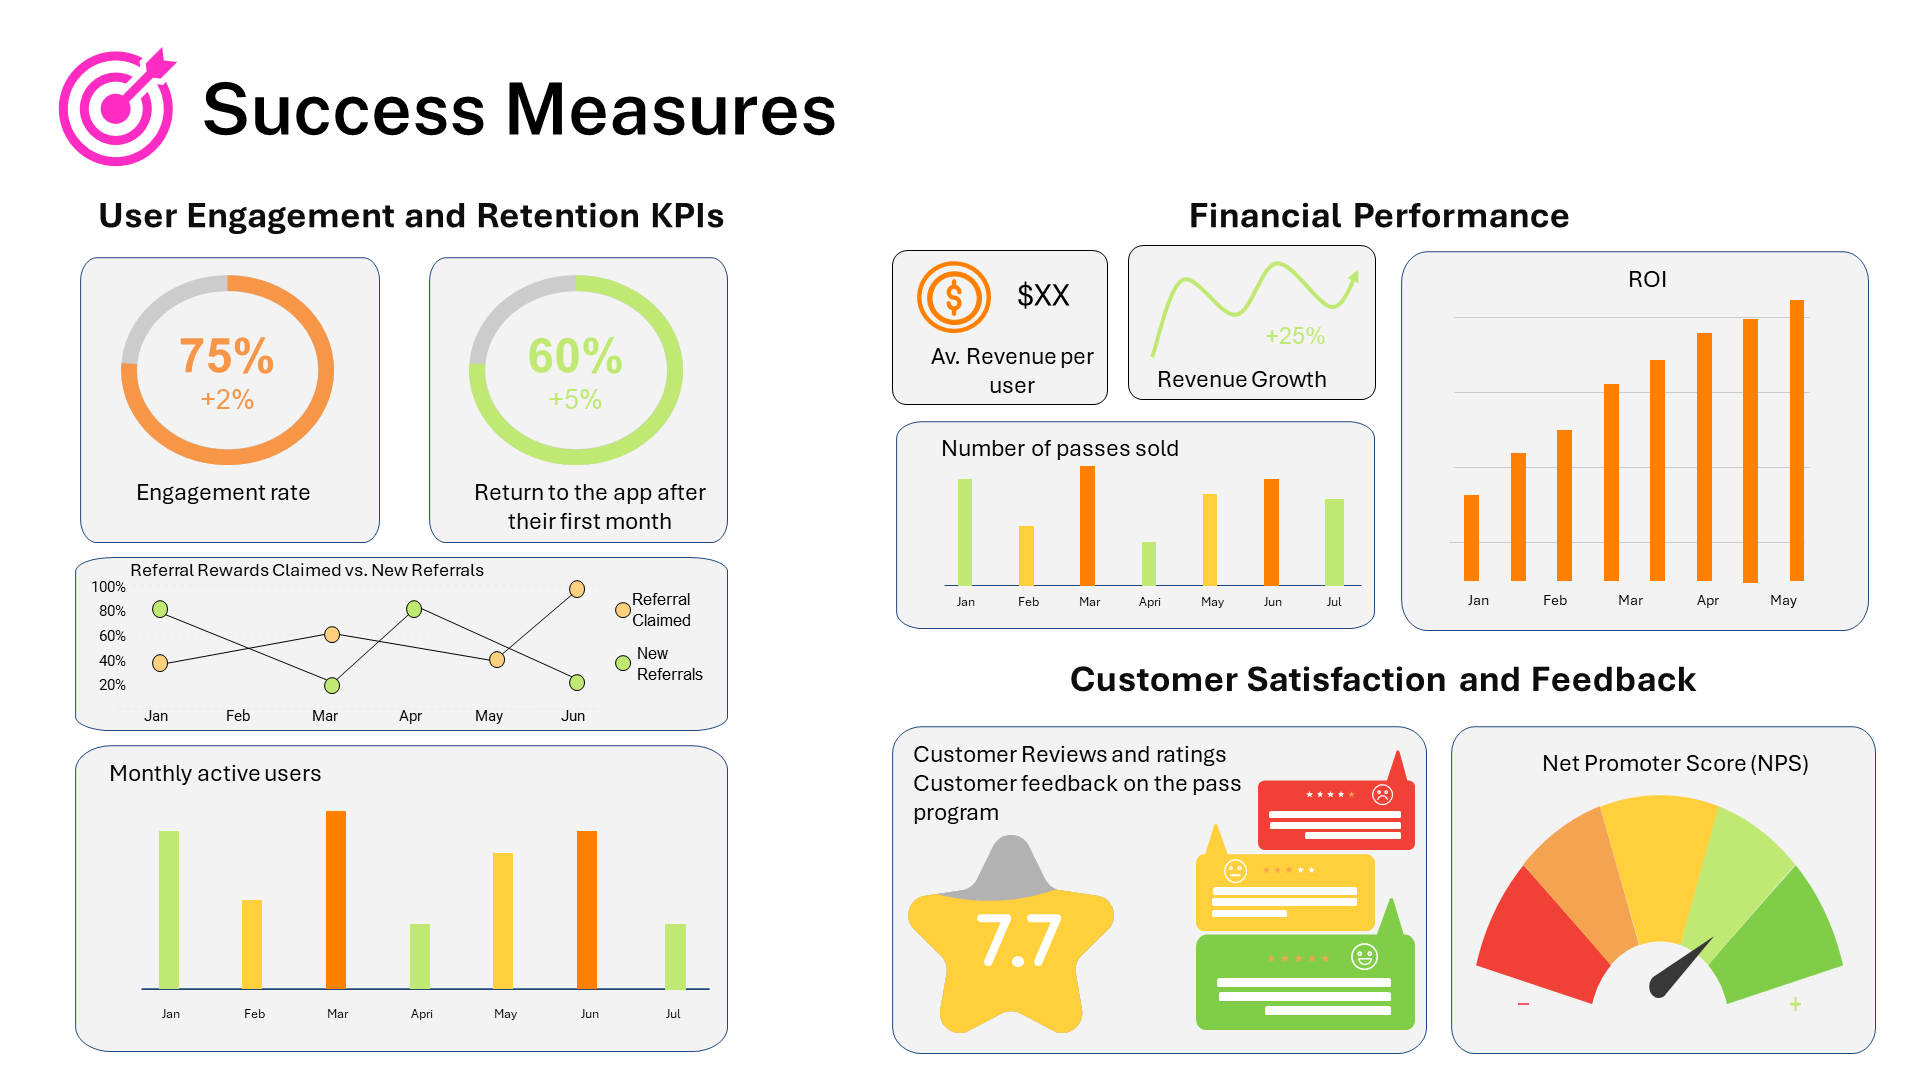 Success Measures
User Engagement and Retention KPIs
75%
+2%
Engagement rate
60%
+5%
Return to the app after
their first month
Referral Rewards Claimed vs. New Referrals
100%
80%
60%
40%
20%
Jan Feb Mar Apr May Jun
Referral
Claimed
New
Referrals
Monthly active users
Jan Feb Mar Apri May Jun Jul
Financial Performance
$
$XX
Av. Revenue per
user
+25%
Revenue Growth
ROI
Jan Feb Mar Apr May
Number of passes sold
Jan Feb Mar Apri May Jun Jul
Customer Satisfaction and Feedback
Customer Reviews and ratings
Customer feedback on the pass
program
7.7
Net Promoter Score (NPS)
− +